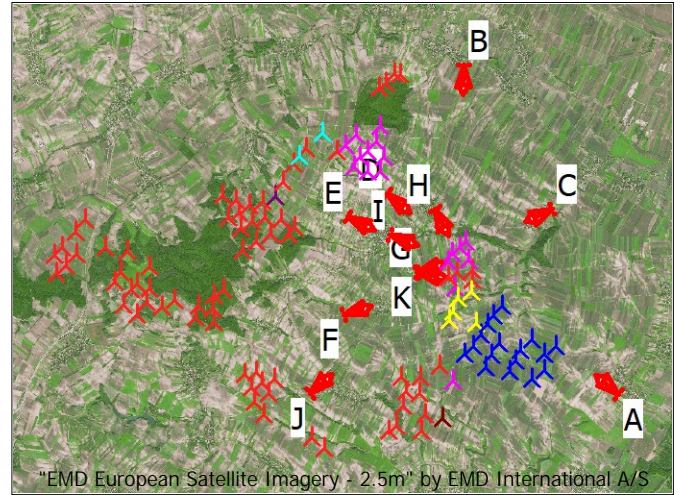 B
D
H
E
I
C
G
K
F
J
A
"EMD European Satellite Imagery - 2.5m" by EMD International A/S